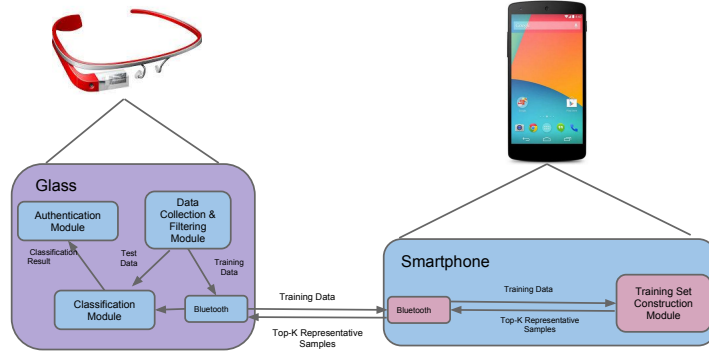 Glass
Authentication
Module
Data
Collection &
Filtering
Module
Classification
Result
Test
Data
Training
Data
Classification
Module
Bluetooth
Training Data
Top-K Representative
Samples
Smartphone
Bluetooth
Training Data
Top-K Representative
Samples
Training Set
Construction
Module